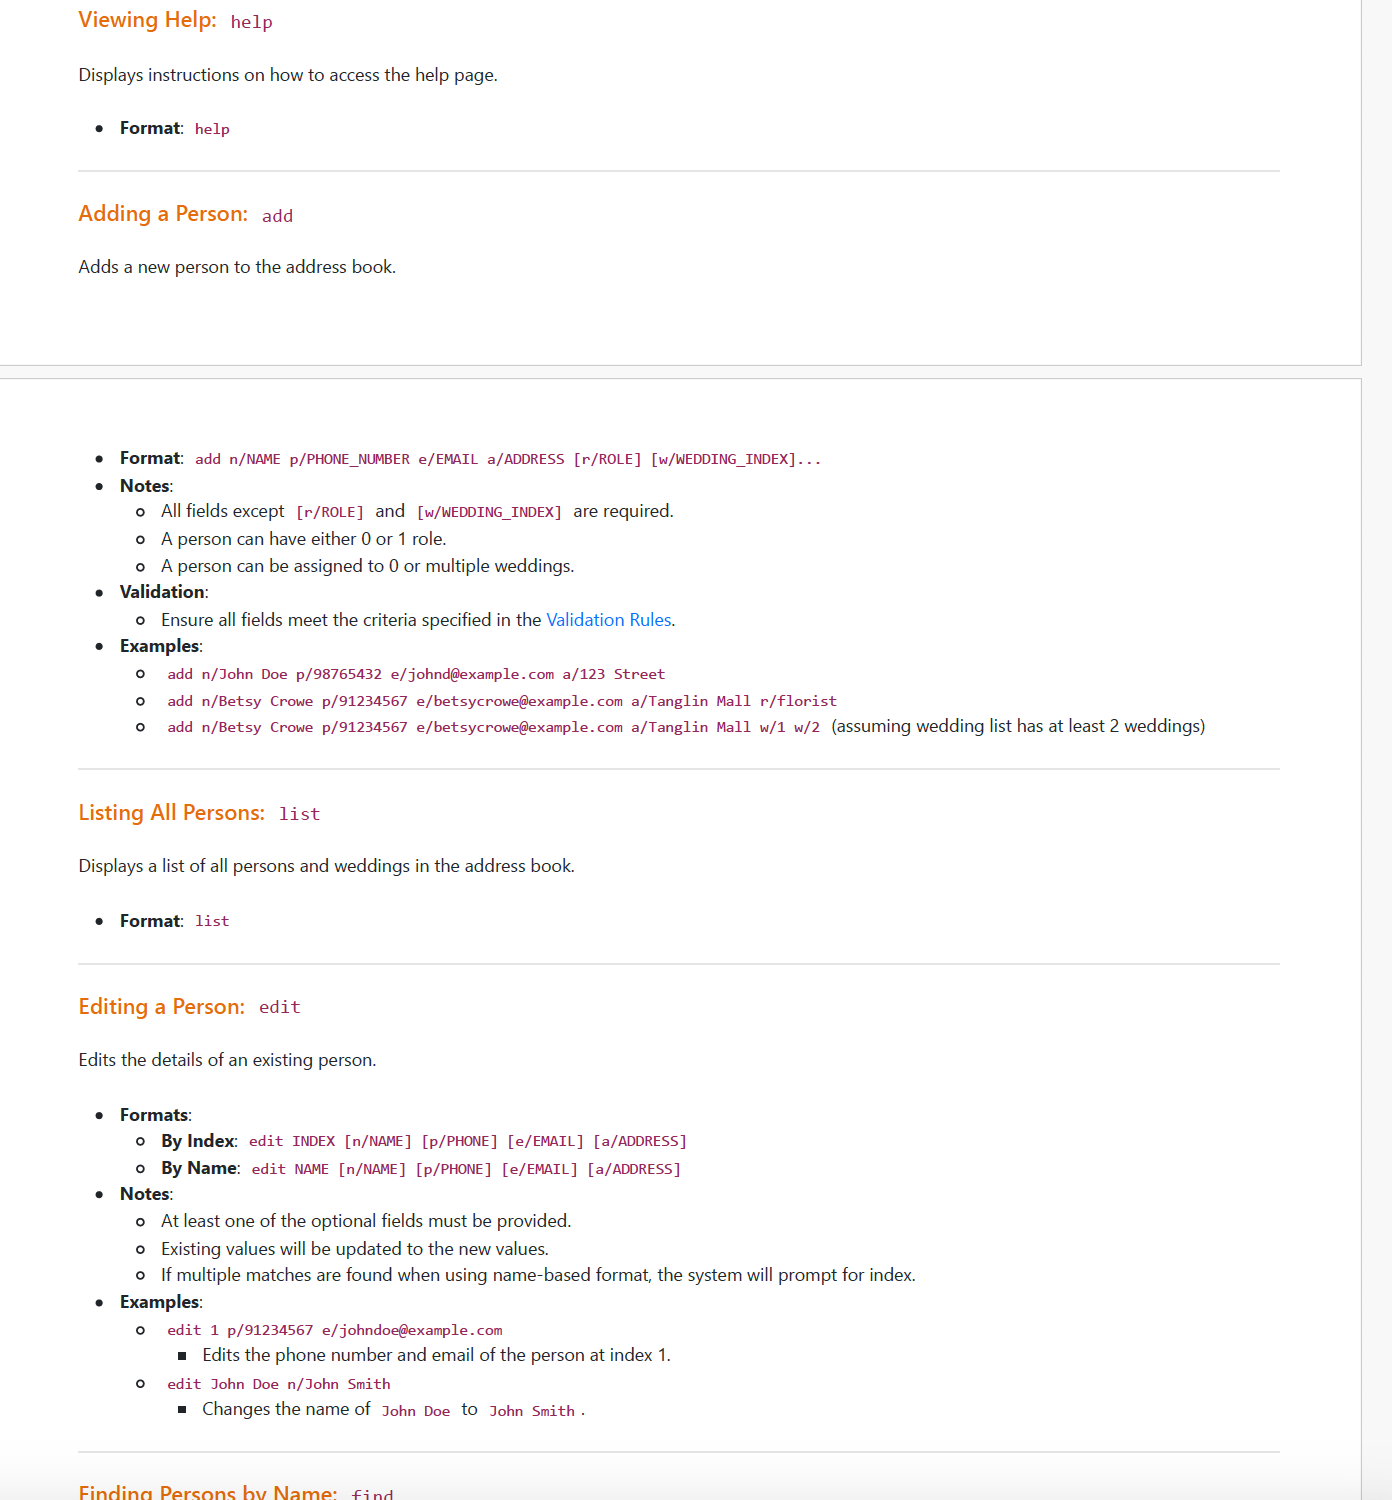 Viewing Help: help
Displays instructions on how to access the help page.
Format: help
Adding a Person: add
Adds a new person to the address book.
Format: add n/NAME p/PHONE_NUMBER e/EMAIL a/ADDRESS [r/ROLE] [w/WEDDING_INDEX]...
Notes:
All fields except [r/ROLE] and [w/WEDDING_INDEX] are required.
A person can have either 0 or 1 role.
A person can be assigned to 0 or multiple weddings.
Validation:
Ensure all fields meet the criteria specified in the Validation Rules.
Examples:
add n/John Doe p/98765432 e/johnd@example.com a/123 Street
add n/Betsy Crowe p/91234567 e/betsycrowe@example.com a/Tanglin Mall r/florist
add n/Betsy Crowe p/91234567 e/betsycrowe@example.com a/Tanglin Mall w/1 w/2 (assuming wedding list has at least 2 weddings)
Listing All Persons: list
Displays a list of all persons and weddings in the address book.
Format: list
Editing a Person: edit
Edits the details of an existing person.
Formats:
By Index: edit INDEX [n/NAME] [p/PHONE] [e/EMAIL] [a/ADDRESS]
By Name: edit NAME [n/NAME] [p/PHONE] [e/EMAIL] [a/ADDRESS]
Notes:
At least one of the optional fields must be provided.
Existing values will be updated to the new values.
If multiple matches are found when using name-based format, the system will prompt for index.
Examples:
edit 1 p/91234567 e/johndoe@example.com
Edits the phone number and email of the person at index 1.
edit John Doe n/John Smith
Changes the name of John Doe to John Smith.
Finding Persons by Name: find